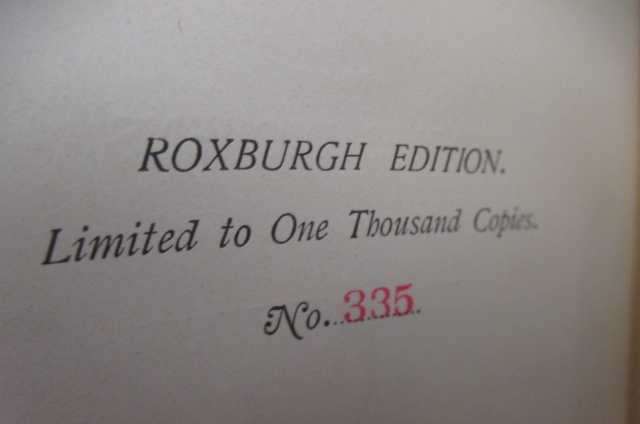 ROXBURGH EDITION.
Limited to One Thousand Copies.
No. 335